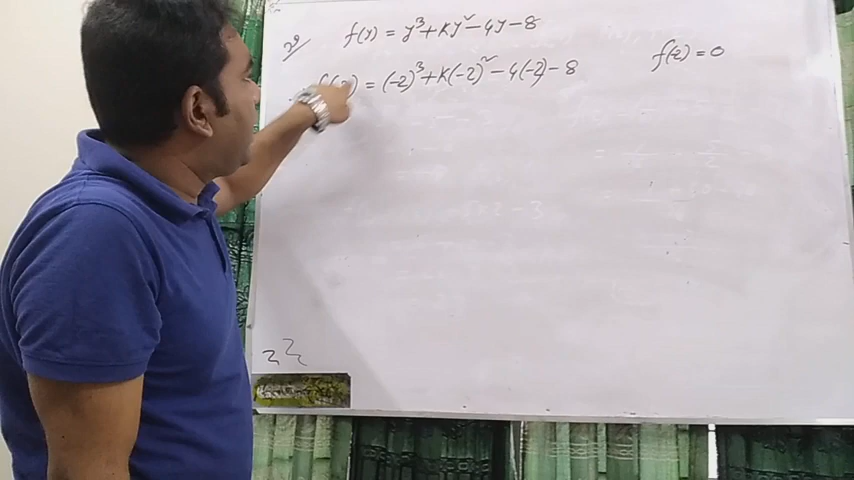 f(y) = y³ + ky² - 4y - 8
= (-2)³ + k(-2)² - 4(-2) - 8
f(2) = 0